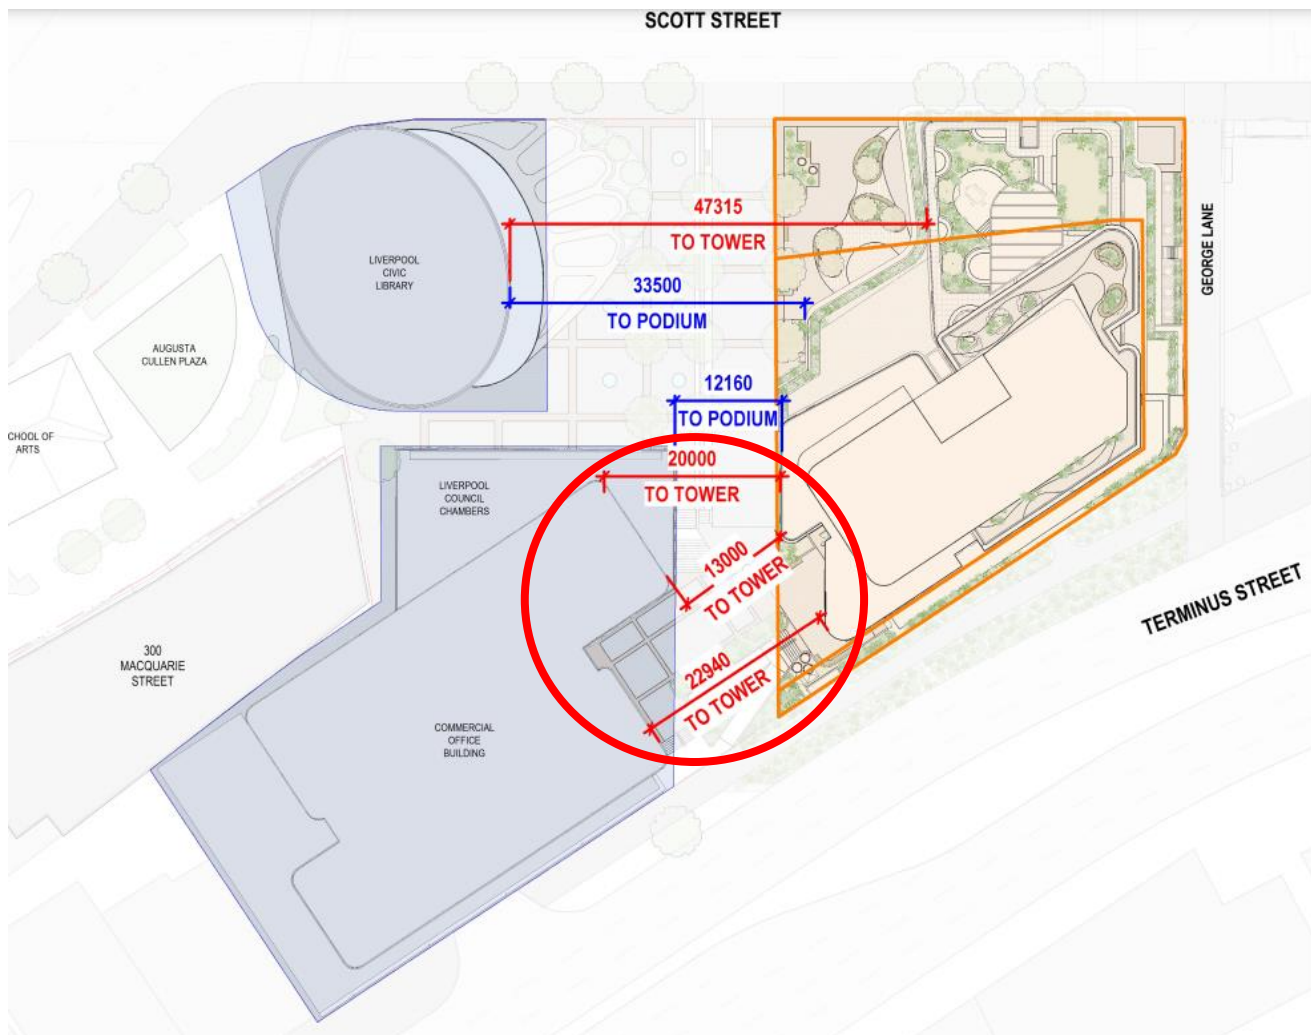 SCOTT STREET
47315
TO TOWER
GEORGE LANE
LIVERPOOL
CIVIC
LIBRARY
33500
TO PODIUM
AUGUSTA
CULLEN PLAZA
12160
TO PODIUM
CHOOL OF
ARTS
20000
TO TOWER
LIVERPOOL
COUNCIL
CHAMBERS
13000
TO TOWER
TERMINUS STREET
300
MACQUARIE
STREET
22940
TO TOWER
COMMERCIAL
OFFICE
BUILDING